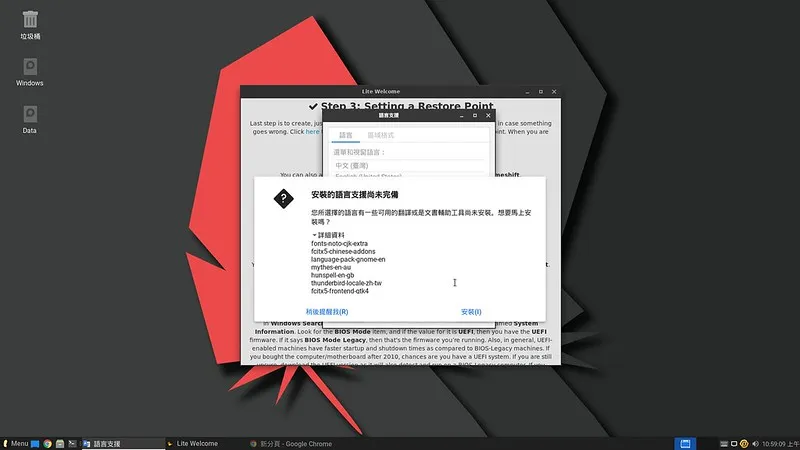 垃圾桶
Windows
Data
Lite Welcome
✔ Step 3: Setting a Restore Point
Last step is to create, jus
in case something
goes wrong. Click here
point. When you are
語言支援
語言
區域格式
選單和視窗語言：
中文 (臺灣)
English (United States)
You can also
meshift.
安裝的語言支援尚未完備
您所選擇的語言有一些可用的翻譯或是文書輔助工具尚未安裝。想要馬上安
裝嗎？
詳細資料
fonts-noto-cjk-extra
fcitx5-chinese-addons
language-pack-gnome-en
mythes-en-au
hunspell-en-gb
thunderbird-locale-zh-tw
fcitx5-frontend-qtk4
稍後提醒我(R)
安裝(I)
In Windows Searc
named System
Information. Look for the BIOS Mode item, and if the value for it is UEFI, then you have the UEFI
firmware. If it says BIOS Mode Legacy, then that's the firmware you're running. Also, in general, UEFI-
enabled machines have faster startup and shutdown times as compared to BIOS-Legacy machines. If
you bought the computer/motherboard after 2010, chances are you have a UEFI system. If you are still
Menu
語言支援
Lite Welcome
新分頁 - Google Chrome
10:59:09 上午